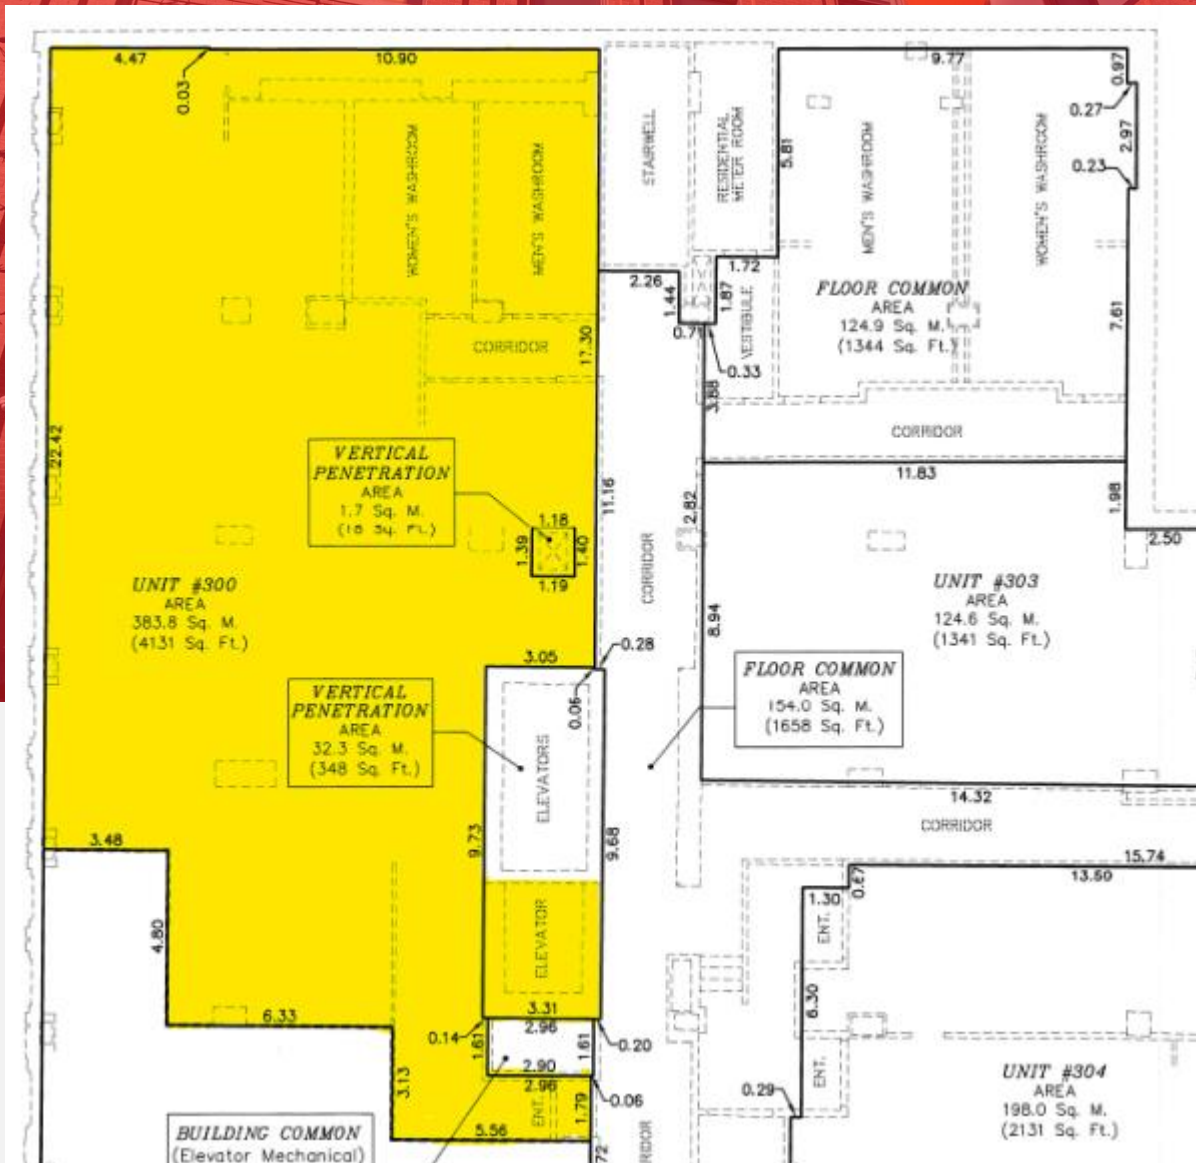 4.47
10.90
0.03
9.77
0.97
0.27
2.97
0.23
WOMEN'S WASHROOM
MEN'S WASHROOM
STAIRWELL
RESIDENTIAL
METER ROOM
5.81
MEN'S WASHROOM
WOMEN'S WASHROOM
2.26
1.44
0.71
1.72
1.87
VESTIBULE
0.33
3.88
FLOOR COMMON
AREA
124.9 Sq. M.
(1344 Sq. Ft.)
7.61
CORRIDOR
17.30
CORRIDOR
22.42
VERTICAL
PENETRATION
AREA
1.7 Sq. M.
(18 Sq. Ft.)
1.18
1.39
1.40
1.19
11.16
2.82
11.83
1.98
2.50
CORRIDOR
UNIT #300
AREA
383.8 Sq. M.
(4131 Sq. Ft.)
UNIT #303
AREA
124.6 Sq. M.
(1341 Sq. Ft.)
8.94
3.05
0.28
0.06
VERTICAL
PENETRATION
AREA
32.3 Sq. M.
(348 Sq. Ft.)
FLOOR COMMON
AREA
154.0 Sq. M.
(1658 Sq. Ft.)
ELEVATORS
9.73
9.68
14.32
CORRIDOR
15.74
3.48
4.80
ELEVATOR
1.30
0.67
ENT.
6.30
6.33
3.31
2.96
0.14
1.61
1.61
0.20
2.90
2.96
3.13
ENT.
1.79
0.06
5.56
ENT.
0.29
UNIT #304
AREA
198.0 Sq. M.
(2131 Sq. Ft.)
BUILDING COMMON
(Elevator Mechanical)